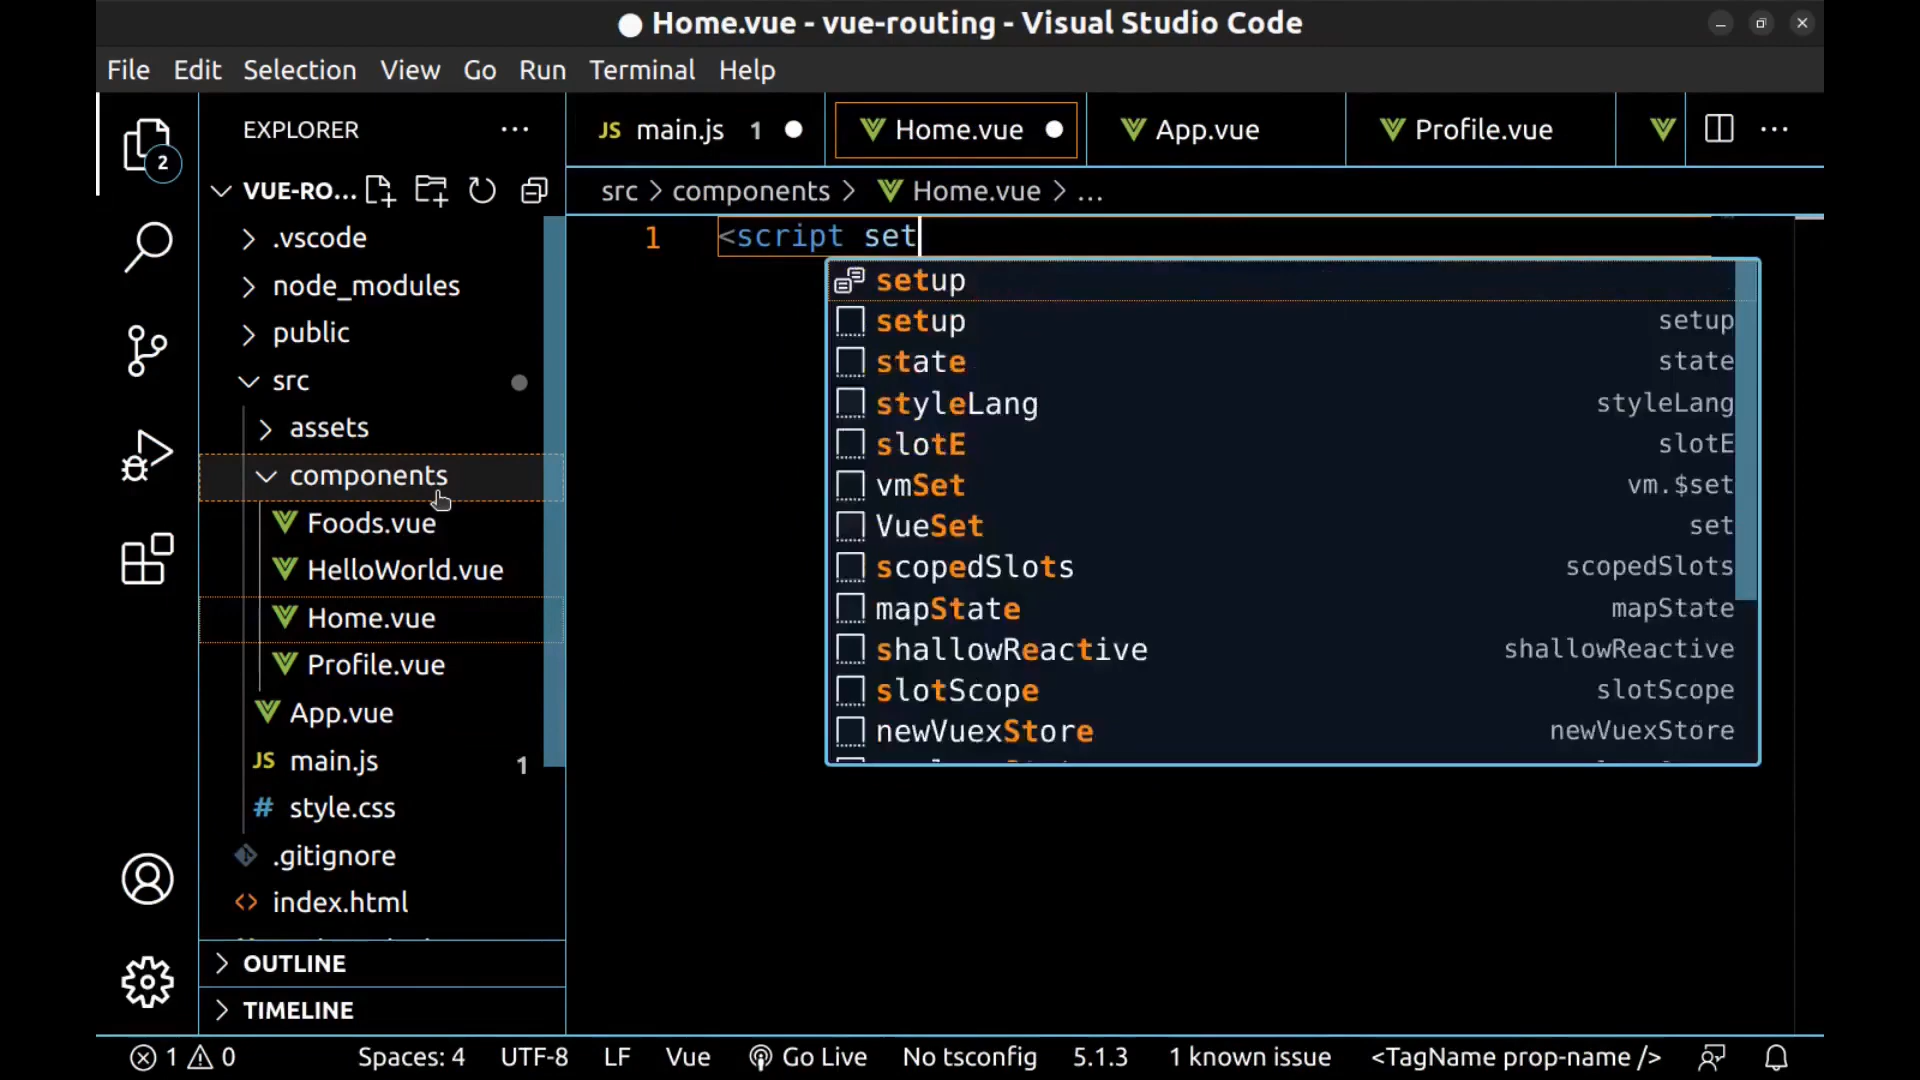 Home.vue - vue-routing - Visual Studio Code
File Edit Selection View Go Run Terminal Help
EXPLORER
2
VUE-RO...
.vscode
node_modules
public
src
assets
components
Foods.vue
HelloWorld.vue
Home.vue
Profile.vue
App.vue
JS main.js 1
# style.css
.gitignore
<> index.html
OUTLINE
TIMELINE
JS main.js 1
Home.vue
App.vue
Profile.vue
src > components > Home.vue > ...
1 <script set
setup
setup setup
state state
styleLang styleLang
slotE slotE
vmSet vm.$set
VueSet set
scopedSlots scopedSlots
mapState mapState
shallowReactive shallowReactive
slotScope slotScope
newVuexStore newVuexStore
1 0 Spaces: 4 UTF-8 LF Vue Go Live No tsconfig 5.1.3 1 known issue <TagName prop-name />